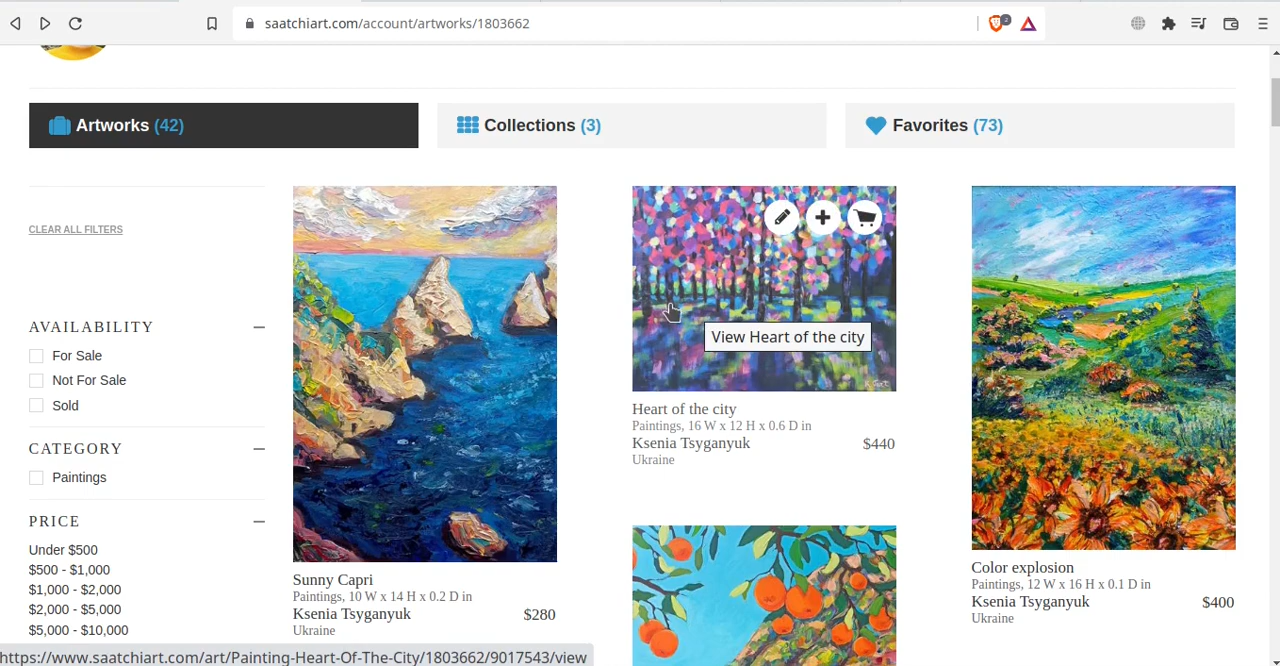 saatchiart.com/account/artworks/1803662
2
Artworks (42)
Collections (3)
Favorites (73)
CLEAR ALL FILTERS
AVAILABILITY
For Sale
Not For Sale
Sold
CATEGORY
Paintings
PRICE
Under $500
$500 - $1,000
$1,000 - $2,000
$2,000 - $5,000
$5,000 - $10,000
Sunny Capri
Paintings, 10 W x 14 H x 0.2 D in
Ksenia Tsyganyuk $280
Ukraine
View Heart of the city
Heart of the city
Paintings, 16 W x 12 H x 0.6 D in
Ksenia Tsyganyuk $440
Ukraine
Color explosion
Paintings, 12 W x 16 H x 0.1 D in
Ksenia Tsyganyuk $400
Ukraine
https://www.saatchiart.com/art/Painting-Heart-Of-The-City/1803662/9017543/view